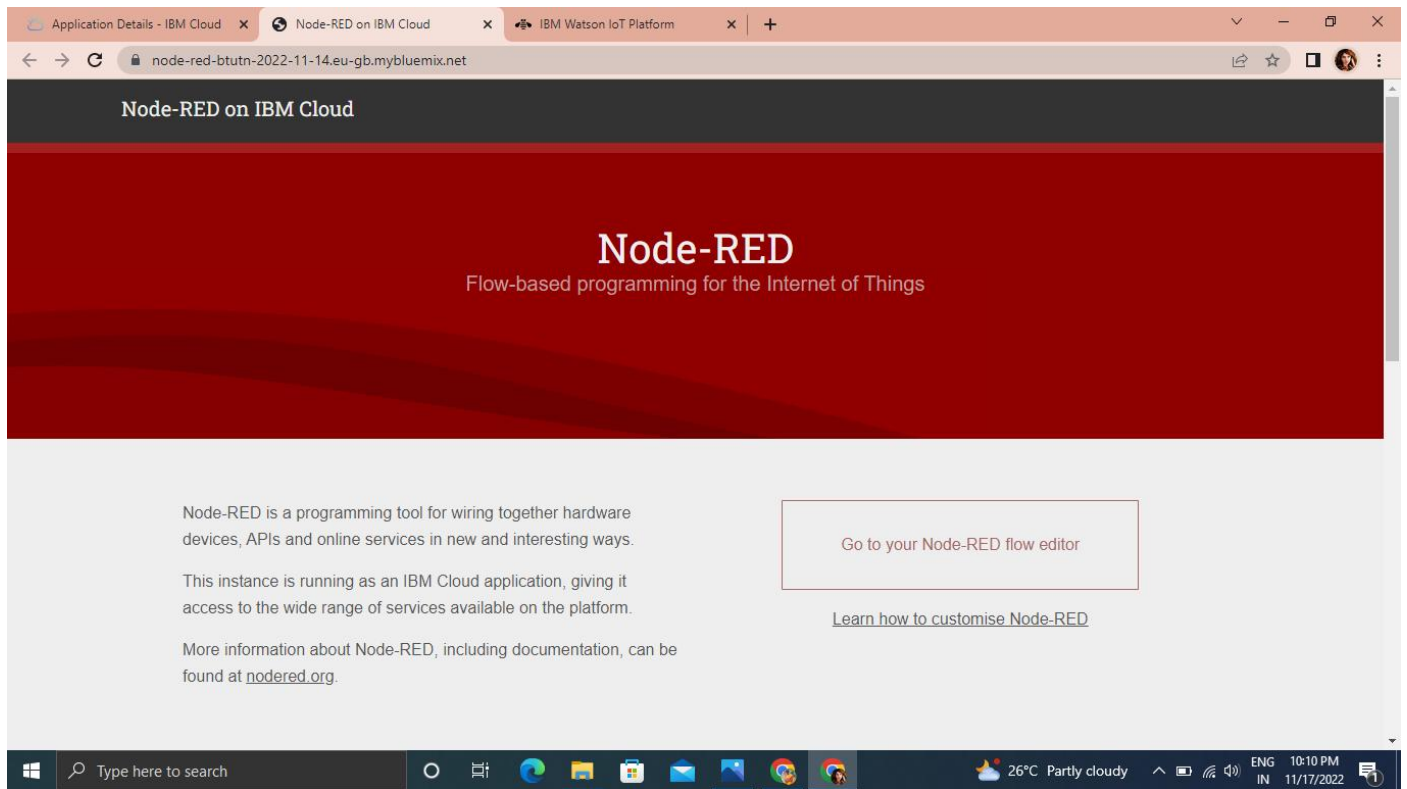 Application Details - IBM Cloud
Node-RED on IBM Cloud
IBM Watson IoT Platform
node-red-btutn-2022-11-14.eu-gb.mybluemix.net
Node-RED on IBM Cloud
Node-RED
Flow-based programming for the Internet of Things
Node-RED is a programming tool for wiring together hardware
devices, APIs and online services in new and interesting ways.
This instance is running as an IBM Cloud application, giving it
access to the wide range of services available on the platform.
More information about Node-RED, including documentation, can be
found at nodered.org.
Go to your Node-RED flow editor
Learn how to customise Node-RED
Type here to search
26°C Partly cloudy
ENG
IN
10:10 PM
11/17/2022
1